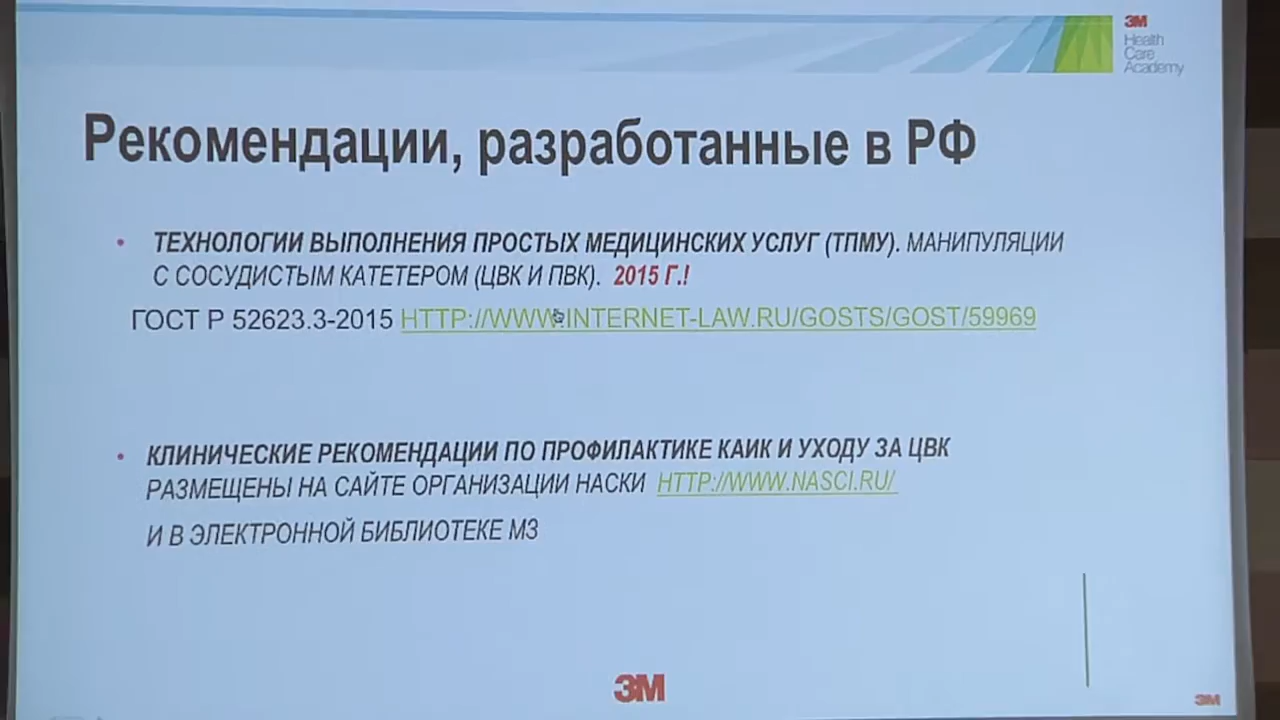 3M
Health
Care
Academy
Рекомендации, разработанные в РФ
• ТЕХНОЛОГИИ ВЫПОЛНЕНИЯ ПРОСТЫХ МЕДИЦИНСКИХ УСЛУГ (ТПМУ). МАНИПУЛЯЦИИ
С СОСУДИСТЫМ КАТЕТЕРОМ (ЦВК И ПВК). 2015 Г.!
ГОСТ Р 52623.3-2015 HTTP://WWW.INTERNET-LAW.RU/GOSTS/GOST/59969
• КЛИНИЧЕСКИЕ РЕКОМЕНДАЦИИ ПО ПРОФИЛАКТИКЕ КАИК И УХОДУ ЗА ЦВК
РАЗМЕЩЕНЫ НА САЙТЕ ОРГАНИЗАЦИИ НАСКИ HTTP://WWW.NASCI.RU/
И В ЭЛЕКТРОННОЙ БИБЛИОТЕКЕ МЗ
3M
3M